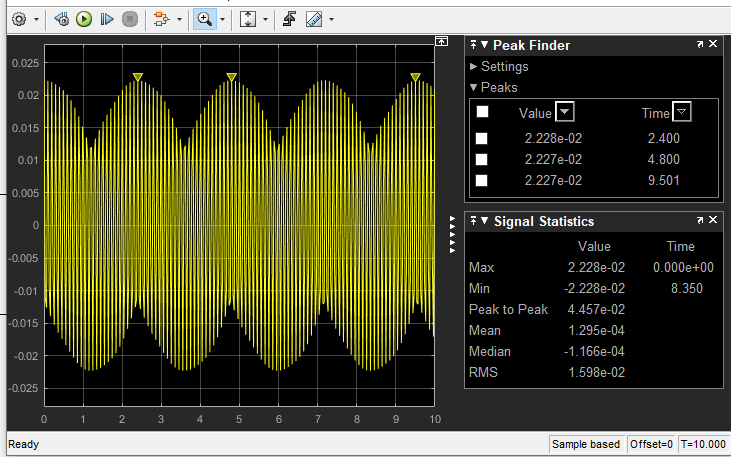 Peak Finder
Settings
Peaks
Value Time
2.228e-02 2.400
2.227e-02 4.800
2.227e-02 9.501
Signal Statistics
Value Time
Max 2.228e-02 0.000e+00
Min -2.228e-02 8.350
Peak to Peak 4.457e-02
Mean 1.295e-04
Median -1.166e-04
RMS 1.598e-02
0.025
0.02
0.015
0.01
0.005
0
-0.005
-0.01
-0.015
-0.02
-0.025
0 1 2 3 4 5 6 7 8 9 10
Ready Sample based Offset=0 T=10.000